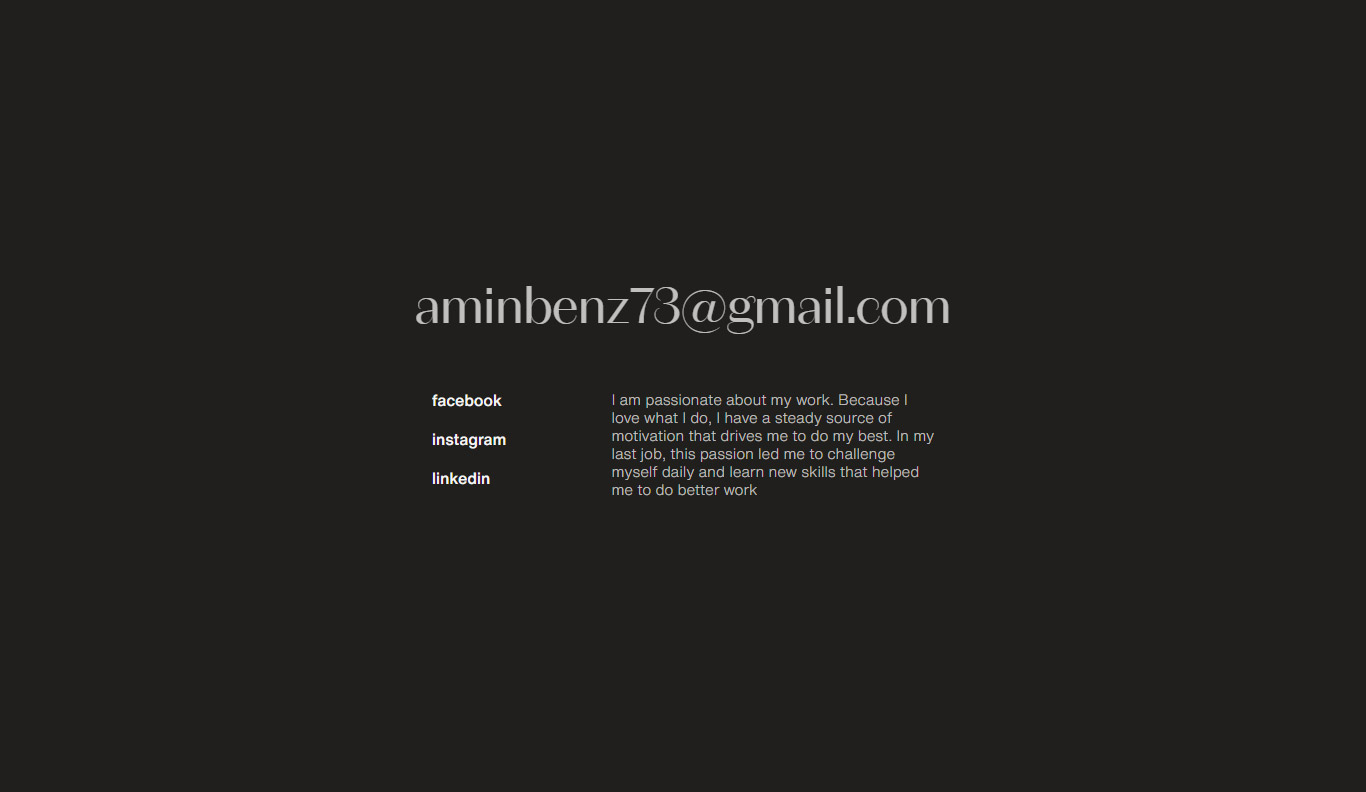 aminbenz73@gmail.com
facebook
instagram
linkedin
I am passionate about my work. Because I
love what I do, I have a steady source of
motivation that drives me to do my best. In my
last job, this passion led me to challenge
myself daily and learn new skills that helped
me to do better work